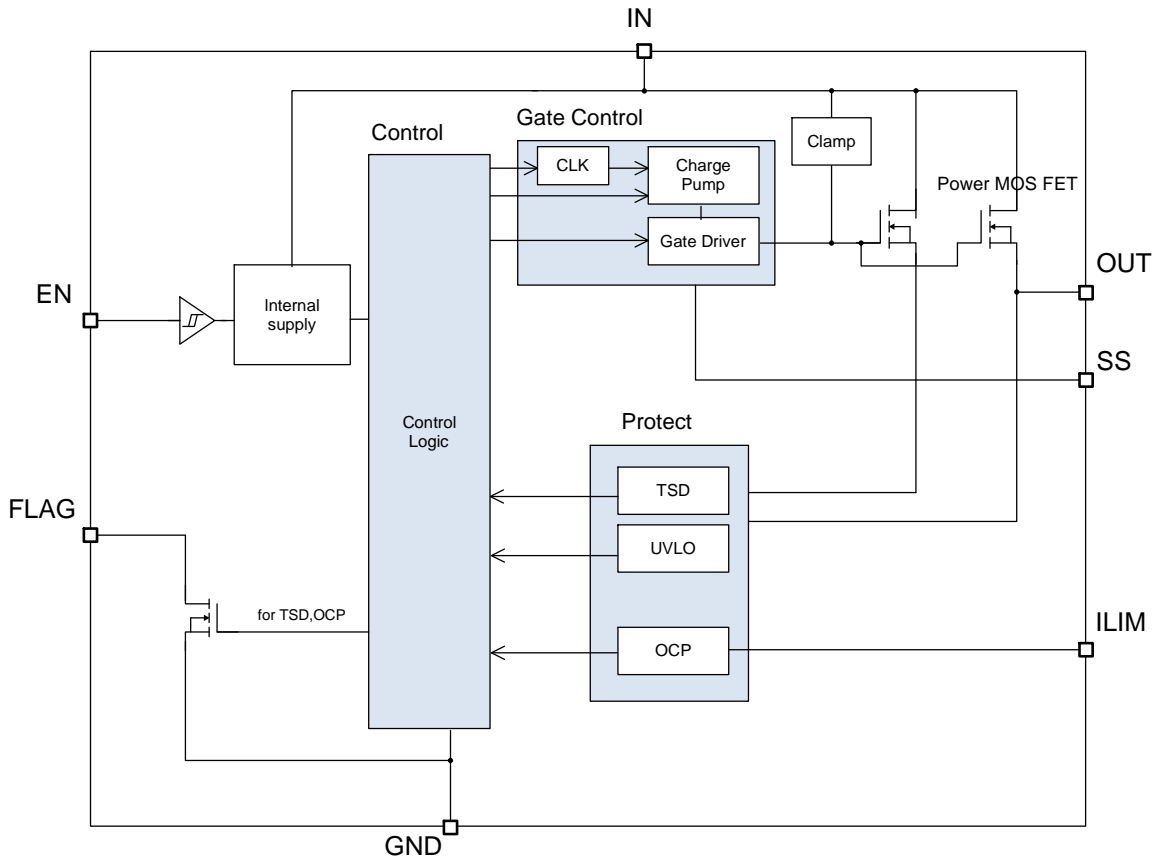 IN
Gate Control
Control
CLK
Charge
Pump
Clamp
Power MOS FET
Gate Driver
OUT
EN
Internal
supply
SS
Control
Logic
Protect
TSD
FLAG
UVLO
for TSD,OCP
ILIM
OCP
GND